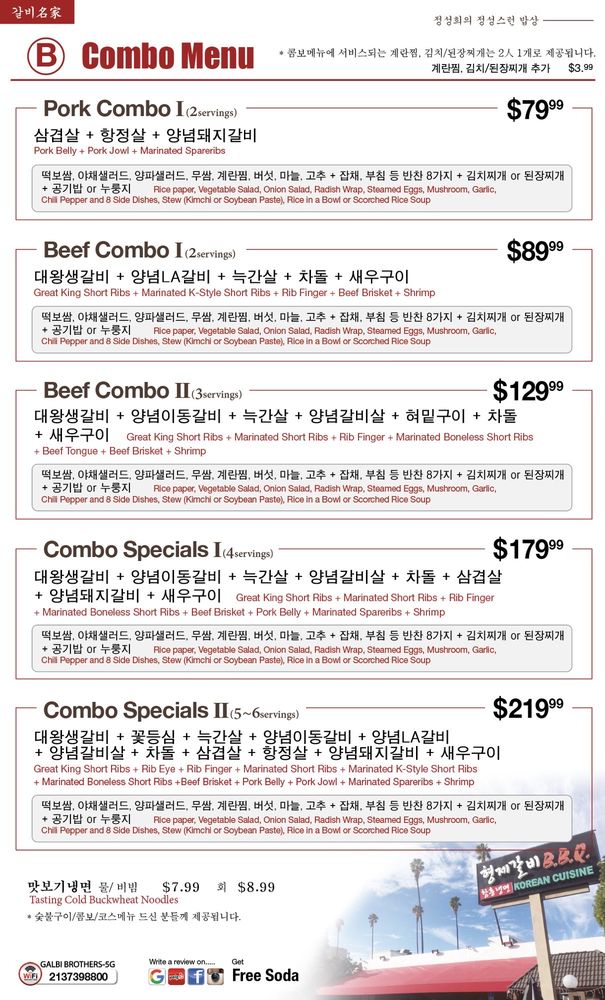 갈비名家
정성회의 정성스런 밥상
B Combo Menu
* 콤보메뉴에 서비스되는 계란찜, 김치/된장찌개는 2人 1개로 제공됩니다.
계란찜, 김치/된장찌개 추가 $3.99
Pork Combo I (2servings) $79.99
삼겹살 + 항정살 + 양념돼지갈비
Pork Belly + Pork Jowl + Marinated Spareribs
떡보쌈, 야채샐러드, 양파샐러드, 무쌈, 계란찜, 버섯, 마늘, 고추 + 잡채, 부침 등 반찬 8가지 + 김치찌개 or 된장찌개
+ 공기밥 or 누룽지 Rice paper, Vegetable Salad, Onion Salad, Radish Wrap, Steamed Eggs, Mushroom, Garlic,
Chili Pepper and 8 Side Dishes, Stew (Kimchi or Soybean Paste), Rice in a Bowl or Scorched Rice Soup
Beef Combo I (2servings) $89.99
대왕생갈비 + 양념LA갈비 + 늑간살 + 차돌 + 새우구이
Great King Short Ribs + Marinated K-Style Short Ribs + Rib Finger + Beef Brisket + Shrimp
떡보쌈, 야채샐러드, 양파샐러드, 무쌈, 계란찜, 버섯, 마늘, 고추 + 잡채, 부침 등 반찬 8가지 + 김치찌개 or 된장찌개
+ 공기밥 or 누룽지 Rice paper, Vegetable Salad, Onion Salad, Radish Wrap, Steamed Eggs, Mushroom, Garlic,
Chili Pepper and 8 Side Dishes, Stew (Kimchi or Soybean Paste), Rice in a Bowl or Scorched Rice Soup
Beef Combo II (3servings) $129.99
대왕생갈비 + 양념이동갈비 + 늑간살 + 양념갈비살 + 혀밑구이 + 차돌
+ 새우구이 Great King Short Ribs + Marinated Short Ribs + Rib Finger + Marinated Boneless Short Ribs
+ Beef Tongue + Beef Brisket + Shrimp
떡보쌈, 야채샐러드, 양파샐러드, 무쌈, 계란찜, 버섯, 마늘, 고추 + 잡채, 부침 등 반찬 8가지 + 김치찌개 or 된장찌개
+ 공기밥 or 누룽지 Rice paper, Vegetable Salad, Onion Salad, Radish Wrap, Steamed Eggs, Mushroom, Garlic,
Chili Pepper and 8 Side Dishes, Stew (Kimchi or Soybean Paste), Rice in a Bowl or Scorched Rice Soup
Combo Specials I (4servings) $179.99
대왕생갈비 + 양념이동갈비 + 늑간살 + 양념갈비살 + 차돌 + 삼겹살
+ 양념돼지갈비 + 새우구이 Great King Short Ribs + Marinated Short Ribs + Rib Finger
+ Marinated Boneless Short Ribs + Beef Brisket + Pork Belly + Marinated Spareribs + Shrimp
떡보쌈, 야채샐러드, 양파샐러드, 무쌈, 계란찜, 버섯, 마늘, 고추 + 잡채, 부침 등 반찬 8가지 + 김치찌개 or 된장찌개
+ 공기밥 or 누룽지 Rice paper, Vegetable Salad, Onion Salad, Radish Wrap, Steamed Eggs, Mushroom, Garlic,
Chili Pepper and 8 Side Dishes, Stew (Kimchi or Soybean Paste), Rice in a Bowl or Scorched Rice Soup
Combo Specials II (5~6servings) $219.99
대왕생갈비 + 꽃등심 + 늑간살 + 양념이동갈비 + 양념LA갈비
+ 양념갈비살 + 차돌 + 삼겹살 + 항정살 + 양념돼지갈비 + 새우구이
Great King Short Ribs + Rib Eye + Rib Finger + Marinated Short Ribs + Marinated K-Style Short Ribs
+ Marinated Boneless Short Ribs +Beef Brisket + Pork Belly + Pork Jowl + Marinated Spareribs + Shrimp
떡보쌈, 야채샐러드, 양파샐러드, 무쌈, 계란찜, 버섯, 마늘, 고추 + 잡채, 부침 등 반찬 8가지 + 김치찌개 or 된장찌개
+ 공기밥 or 누룽지 Rice paper, Vegetable Salad, Onion Salad, Radish Wrap, Steamed Eggs, Mushroom, Garlic,
Chili Pepper and 8 Side Dishes, Stew (Kimchi or Soybean Paste), Rice in a Bowl or Scorched Rice Soup
형제갈비 B.B.Q.
함흥냉면 KOREAN CUISINE
맛보기냉면 물/ 비빔 $7.99 회 $8.99
Tasting Cold Buckwheat Noodles
* 숯불구이/콤보/코스메뉴 드신 분들께 제공됩니다.
WiFi GALBI BROTHERS-5G
2137398800
Write a review on.....
Get
Free Soda